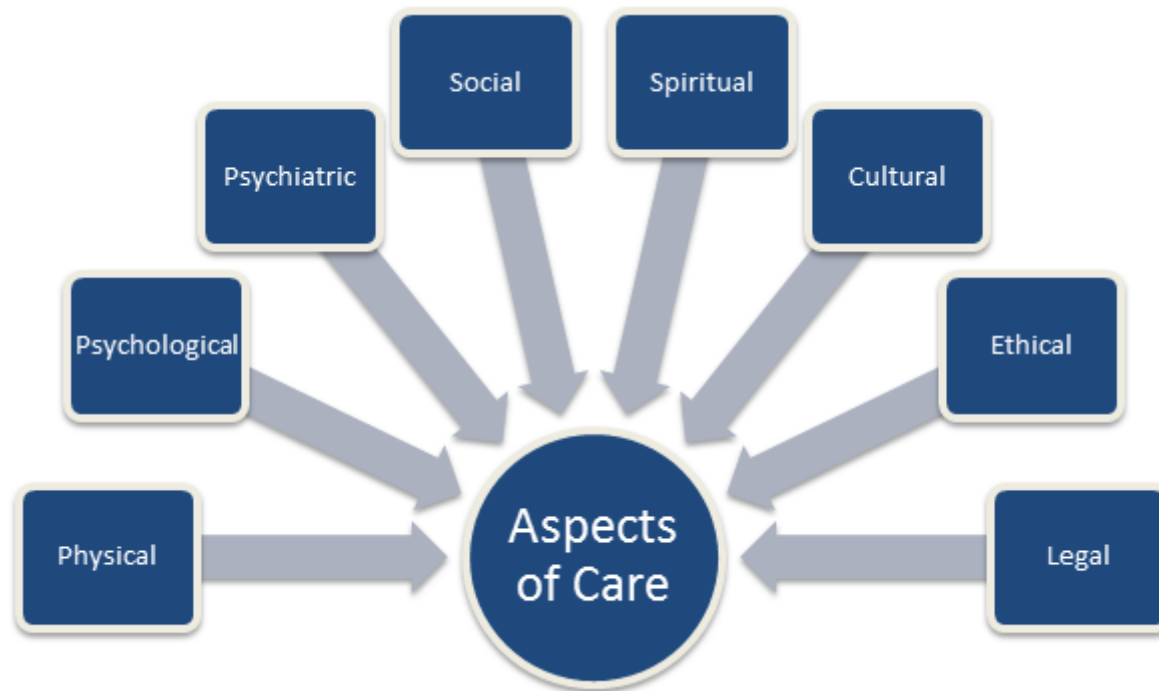 Social
Spiritual
Psychiatric
Cultural
Psychological
Ethical
Physical
Aspects
of Care
Legal